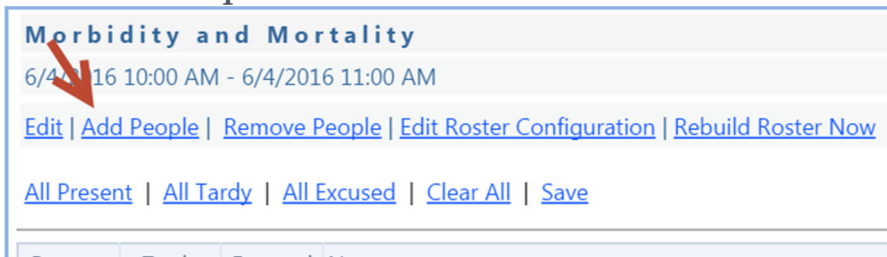 Morbidity and Mortality
6/4/2016 10:00 AM - 6/4/2016 11:00 AM
Edit | Add People | Remove People | Edit Roster Configuration | Rebuild Roster Now
All Present | All Tardy | All Excused | Clear All | Save